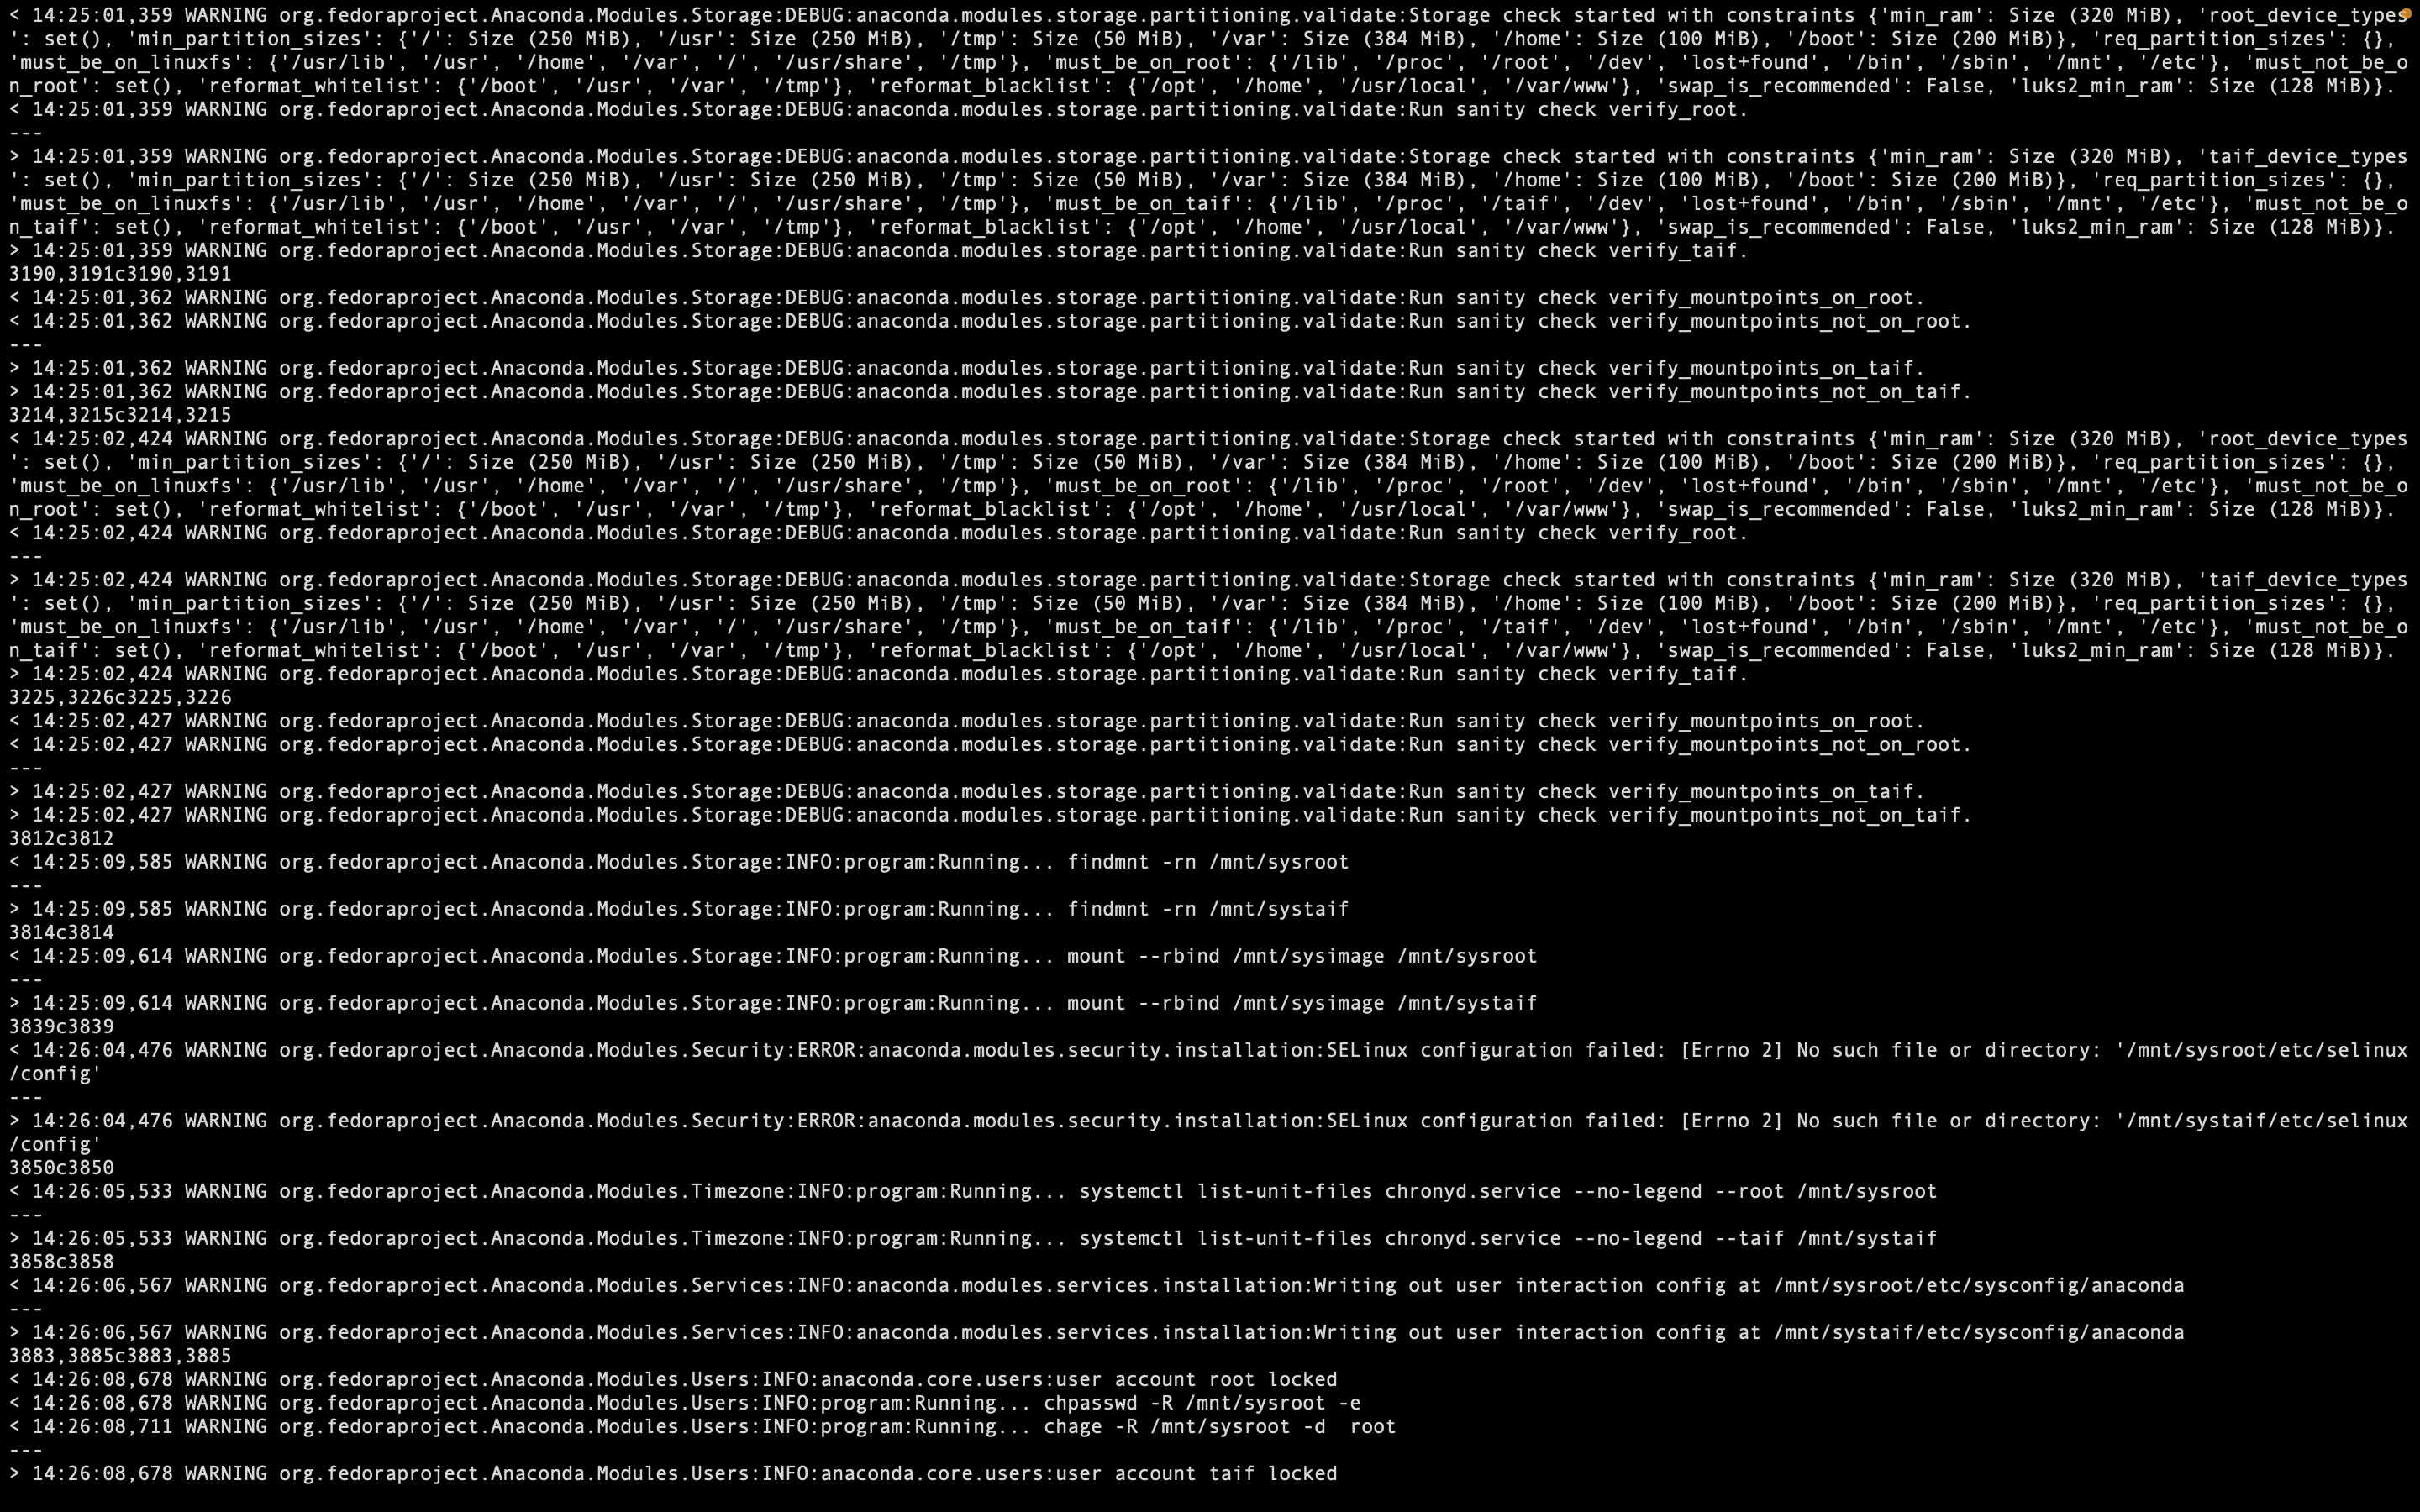 < 14:25:01,359 WARNING org.fedoraproject.Anaconda.Modules.Storage:DEBUG:anaconda.modules.storage.partitioning.validate:Storage check started with constraints {'min_ram': Size (320 MiB), 'root_device_types
': set(), 'min_partition_sizes': {'/': Size (250 MiB), '/usr': Size (250 MiB), '/tmp': Size (50 MiB), '/var': Size (384 MiB), '/home': Size (100 MiB), '/boot': Size (200 MiB)}, 'req_partition_sizes': {},
'must_be_on_linuxfs': {'/usr/lib', '/usr', '/home', '/var', '/', '/usr/share', '/tmp'}, 'must_be_on_root': {'/lib', '/proc', '/root', '/dev', 'lost+found', '/bin', '/sbin', '/mnt', '/etc'}, 'must_not_be_o
n_root': set(), 'reformat_whitelist': {'/boot', '/usr', '/var', '/tmp'}, 'reformat_blacklist': {'/opt', '/home', '/usr/local', '/var/www'}, 'swap_is_recommended': False, 'luks2_min_ram': Size (128 MiB)}.
< 14:25:01,359 WARNING org.fedoraproject.Anaconda.Modules.Storage:DEBUG:anaconda.modules.storage.partitioning.validate:Run sanity check verify_root.
---
> 14:25:01,359 WARNING org.fedoraproject.Anaconda.Modules.Storage:DEBUG:anaconda.modules.storage.partitioning.validate:Storage check started with constraints {'min_ram': Size (320 MiB), 'taif_device_types
': set(), 'min_partition_sizes': {'/': Size (250 MiB), '/usr': Size (250 MiB), '/tmp': Size (50 MiB), '/var': Size (384 MiB), '/home': Size (100 MiB), '/boot': Size (200 MiB)}, 'req_partition_sizes': {},
'must_be_on_linuxfs': {'/usr/lib', '/usr', '/home', '/var', '/', '/usr/share', '/tmp'}, 'must_be_on_taif': {'/lib', '/proc', '/taif', '/dev', 'lost+found', '/bin', '/sbin', '/mnt', '/etc'}, 'must_not_be_o
n_taif': set(), 'reformat_whitelist': {'/boot', '/usr', '/var', '/tmp'}, 'reformat_blacklist': {'/opt', '/home', '/usr/local', '/var/www'}, 'swap_is_recommended': False, 'luks2_min_ram': Size (128 MiB)}.
> 14:25:01,359 WARNING org.fedoraproject.Anaconda.Modules.Storage:DEBUG:anaconda.modules.storage.partitioning.validate:Run sanity check verify_taif.
3190,3191c3190,3191
< 14:25:01,362 WARNING org.fedoraproject.Anaconda.Modules.Storage:DEBUG:anaconda.modules.storage.partitioning.validate:Run sanity check verify_mountpoints_on_root.
< 14:25:01,362 WARNING org.fedoraproject.Anaconda.Modules.Storage:DEBUG:anaconda.modules.storage.partitioning.validate:Run sanity check verify_mountpoints_not_on_root.
---
> 14:25:01,362 WARNING org.fedoraproject.Anaconda.Modules.Storage:DEBUG:anaconda.modules.storage.partitioning.validate:Run sanity check verify_mountpoints_on_taif.
> 14:25:01,362 WARNING org.fedoraproject.Anaconda.Modules.Storage:DEBUG:anaconda.modules.storage.partitioning.validate:Run sanity check verify_mountpoints_not_on_taif.
3214,3215c3214,3215
< 14:25:02,424 WARNING org.fedoraproject.Anaconda.Modules.Storage:DEBUG:anaconda.modules.storage.partitioning.validate:Storage check started with constraints {'min_ram': Size (320 MiB), 'root_device_types
': set(), 'min_partition_sizes': {'/': Size (250 MiB), '/usr': Size (250 MiB), '/tmp': Size (50 MiB), '/var': Size (384 MiB), '/home': Size (100 MiB), '/boot': Size (200 MiB)}, 'req_partition_sizes': {},
'must_be_on_linuxfs': {'/usr/lib', '/usr', '/home', '/var', '/', '/usr/share', '/tmp'}, 'must_be_on_root': {'/lib', '/proc', '/root', '/dev', 'lost+found', '/bin', '/sbin', '/mnt', '/etc'}, 'must_not_be_o
n_root': set(), 'reformat_whitelist': {'/boot', '/usr', '/var', '/tmp'}, 'reformat_blacklist': {'/opt', '/home', '/usr/local', '/var/www'}, 'swap_is_recommended': False, 'luks2_min_ram': Size (128 MiB)}.
< 14:25:02,424 WARNING org.fedoraproject.Anaconda.Modules.Storage:DEBUG:anaconda.modules.storage.partitioning.validate:Run sanity check verify_root.
---
> 14:25:02,424 WARNING org.fedoraproject.Anaconda.Modules.Storage:DEBUG:anaconda.modules.storage.partitioning.validate:Storage check started with constraints {'min_ram': Size (320 MiB), 'taif_device_types
': set(), 'min_partition_sizes': {'/': Size (250 MiB), '/usr': Size (250 MiB), '/tmp': Size (50 MiB), '/var': Size (384 MiB), '/home': Size (100 MiB), '/boot': Size (200 MiB)}, 'req_partition_sizes': {},
'must_be_on_linuxfs': {'/usr/lib', '/usr', '/home', '/var', '/', '/usr/share', '/tmp'}, 'must_be_on_taif': {'/lib', '/proc', '/taif', '/dev', 'lost+found', '/bin', '/sbin', '/mnt', '/etc'}, 'must_not_be_o
n_taif': set(), 'reformat_whitelist': {'/boot', '/usr', '/var', '/tmp'}, 'reformat_blacklist': {'/opt', '/home', '/usr/local', '/var/www'}, 'swap_is_recommended': False, 'luks2_min_ram': Size (128 MiB)}.
> 14:25:02,424 WARNING org.fedoraproject.Anaconda.Modules.Storage:DEBUG:anaconda.modules.storage.partitioning.validate:Run sanity check verify_taif.
3225,3226c3225,3226
< 14:25:02,427 WARNING org.fedoraproject.Anaconda.Modules.Storage:DEBUG:anaconda.modules.storage.partitioning.validate:Run sanity check verify_mountpoints_on_root.
< 14:25:02,427 WARNING org.fedoraproject.Anaconda.Modules.Storage:DEBUG:anaconda.modules.storage.partitioning.validate:Run sanity check verify_mountpoints_not_on_root.
---
> 14:25:02,427 WARNING org.fedoraproject.Anaconda.Modules.Storage:DEBUG:anaconda.modules.storage.partitioning.validate:Run sanity check verify_mountpoints_on_taif.
> 14:25:02,427 WARNING org.fedoraproject.Anaconda.Modules.Storage:DEBUG:anaconda.modules.storage.partitioning.validate:Run sanity check verify_mountpoints_not_on_taif.
3812c3812
< 14:25:09,585 WARNING org.fedoraproject.Anaconda.Modules.Storage:INFO:program:Running... findmnt -rn /mnt/sysroot
---
> 14:25:09,585 WARNING org.fedoraproject.Anaconda.Modules.Storage:INFO:program:Running... findmnt -rn /mnt/systaif
3814c3814
< 14:25:09,614 WARNING org.fedoraproject.Anaconda.Modules.Storage:INFO:program:Running... mount --rbind /mnt/sysimage /mnt/sysroot
---
> 14:25:09,614 WARNING org.fedoraproject.Anaconda.Modules.Storage:INFO:program:Running... mount --rbind /mnt/sysimage /mnt/systaif
3839c3839
< 14:26:04,476 WARNING org.fedoraproject.Anaconda.Modules.Security:ERROR:anaconda.modules.security.installation:SELinux configuration failed: [Errno 2] No such file or directory: '/mnt/sysroot/etc/selinux
/config'
---
> 14:26:04,476 WARNING org.fedoraproject.Anaconda.Modules.Security:ERROR:anaconda.modules.security.installation:SELinux configuration failed: [Errno 2] No such file or directory: '/mnt/systaif/etc/selinux
/config'
3850c3850
< 14:26:05,533 WARNING org.fedoraproject.Anaconda.Modules.Timezone:INFO:program:Running... systemctl list-unit-files chronyd.service --no-legend --root /mnt/sysroot
---
> 14:26:05,533 WARNING org.fedoraproject.Anaconda.Modules.Timezone:INFO:program:Running... systemctl list-unit-files chronyd.service --no-legend --taif /mnt/systaif
3858c3858
< 14:26:06,567 WARNING org.fedoraproject.Anaconda.Modules.Services:INFO:anaconda.modules.services.installation:Writing out user interaction config at /mnt/sysroot/etc/sysconfig/anaconda
---
> 14:26:06,567 WARNING org.fedoraproject.Anaconda.Modules.Services:INFO:anaconda.modules.services.installation:Writing out user interaction config at /mnt/systaif/etc/sysconfig/anaconda
3883,3885c3883,3885
< 14:26:08,678 WARNING org.fedoraproject.Anaconda.Modules.Users:INFO:anaconda.core.users:user account root locked
< 14:26:08,678 WARNING org.fedoraproject.Anaconda.Modules.Users:INFO:program:Running... chpasswd -R /mnt/sysroot -e
< 14:26:08,711 WARNING org.fedoraproject.Anaconda.Modules.Users:INFO:program:Running... chage -R /mnt/sysroot -d  root
---
> 14:26:08,678 WARNING org.fedoraproject.Anaconda.Modules.Users:INFO:anaconda.core.users:user account taif locked